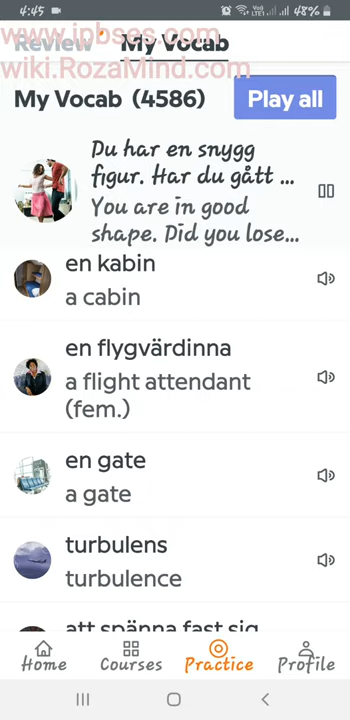 4:45
48%
www.ipbses.com
Review My Vocab
wiki.RozaMind.com
My Vocab (4586)
Play all
Du har en snygg
figur. Har du gått ...
You are in good
shape. Did you lose...
en kabin
a cabin
en flygvärdinna
a flight attendant
(fem.)
en gate
a gate
turbulens
turbulence
att spänna fast sig
Home Courses Practice Profile